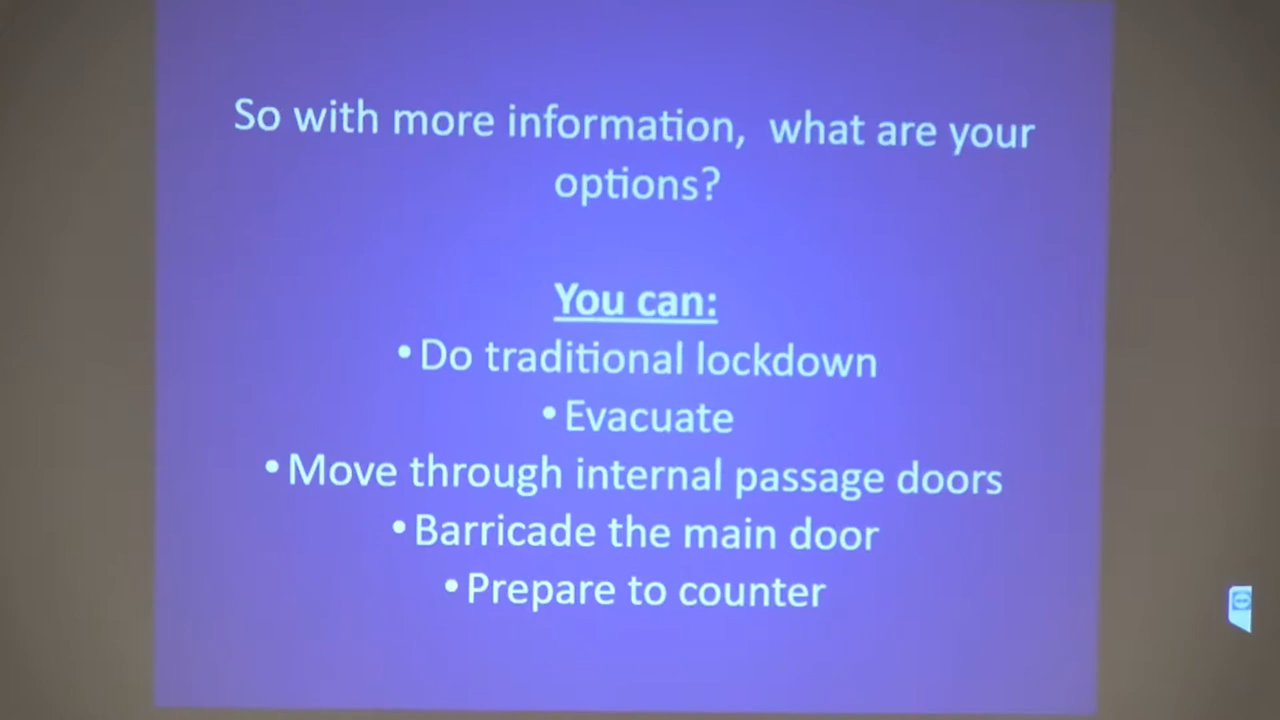 So with more information,  what are your
options?
You can:
• Do traditional lockdown
• Evacuate
• Move through internal passage doors
• Barricade the main door
• Prepare to counter